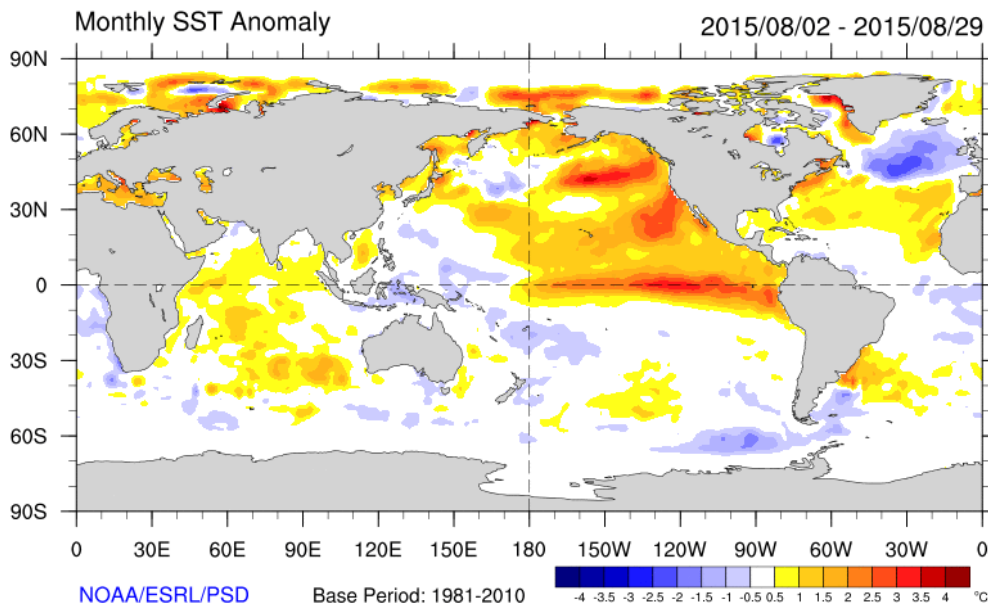 Monthly SST Anomaly 2015/08/02 - 2015/08/29
90N
60N
30N
0
30S
60S
90S
0 30E 60E 90E 120E 150E 180 150W 120W 90W 60W 30W 0
NOAA/ESRL/PSD Base Period: 1981-2010
-4 -3.5 -3 -2.5 -2 -1.5 -1 -0.5 0.5 1 1.5 2 2.5 3 3.5 4 °C